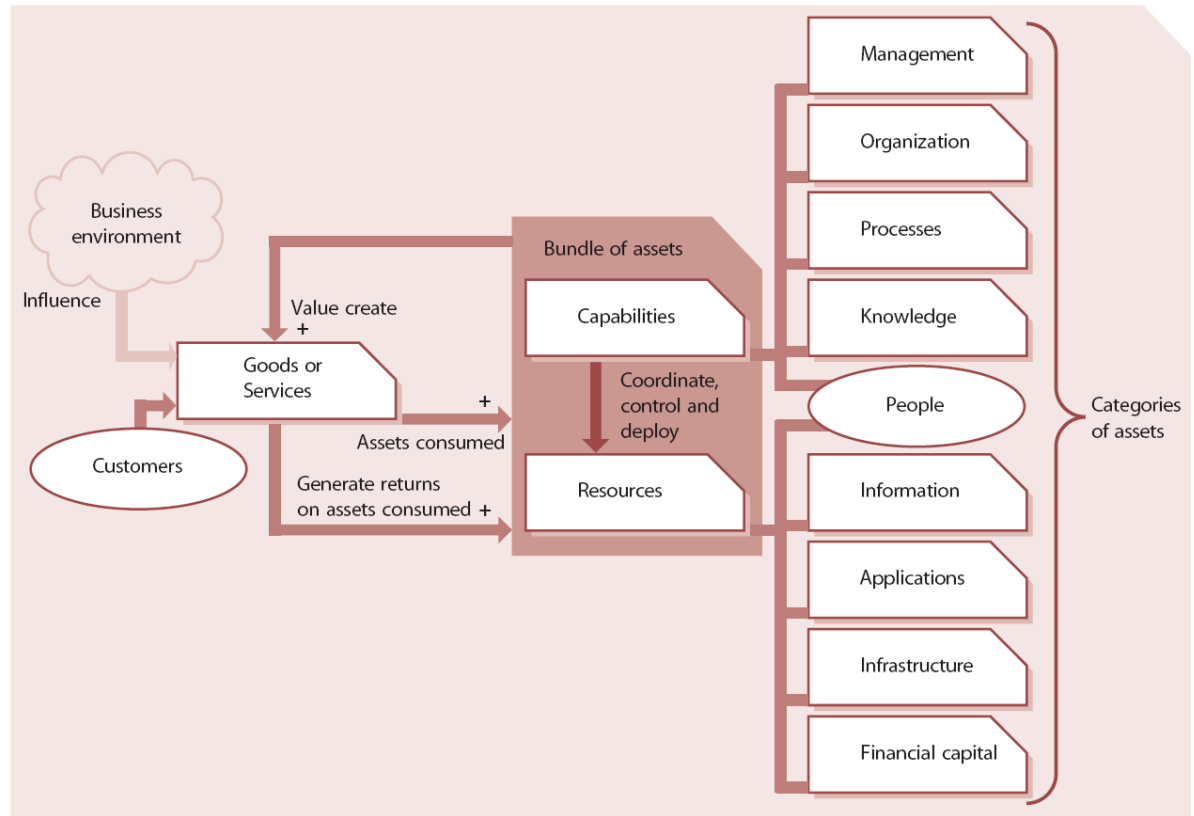 Business
environment
Influence
Value create
+
Goods or
Services
Customers
+
Assets consumed
Generate returns
on assets consumed +
Bundle of assets
Capabilities
Coordinate,
control and
deploy
Resources
Management
Organization
Processes
Knowledge
People
Information
Applications
Infrastructure
Financial capital
Categories
of assets